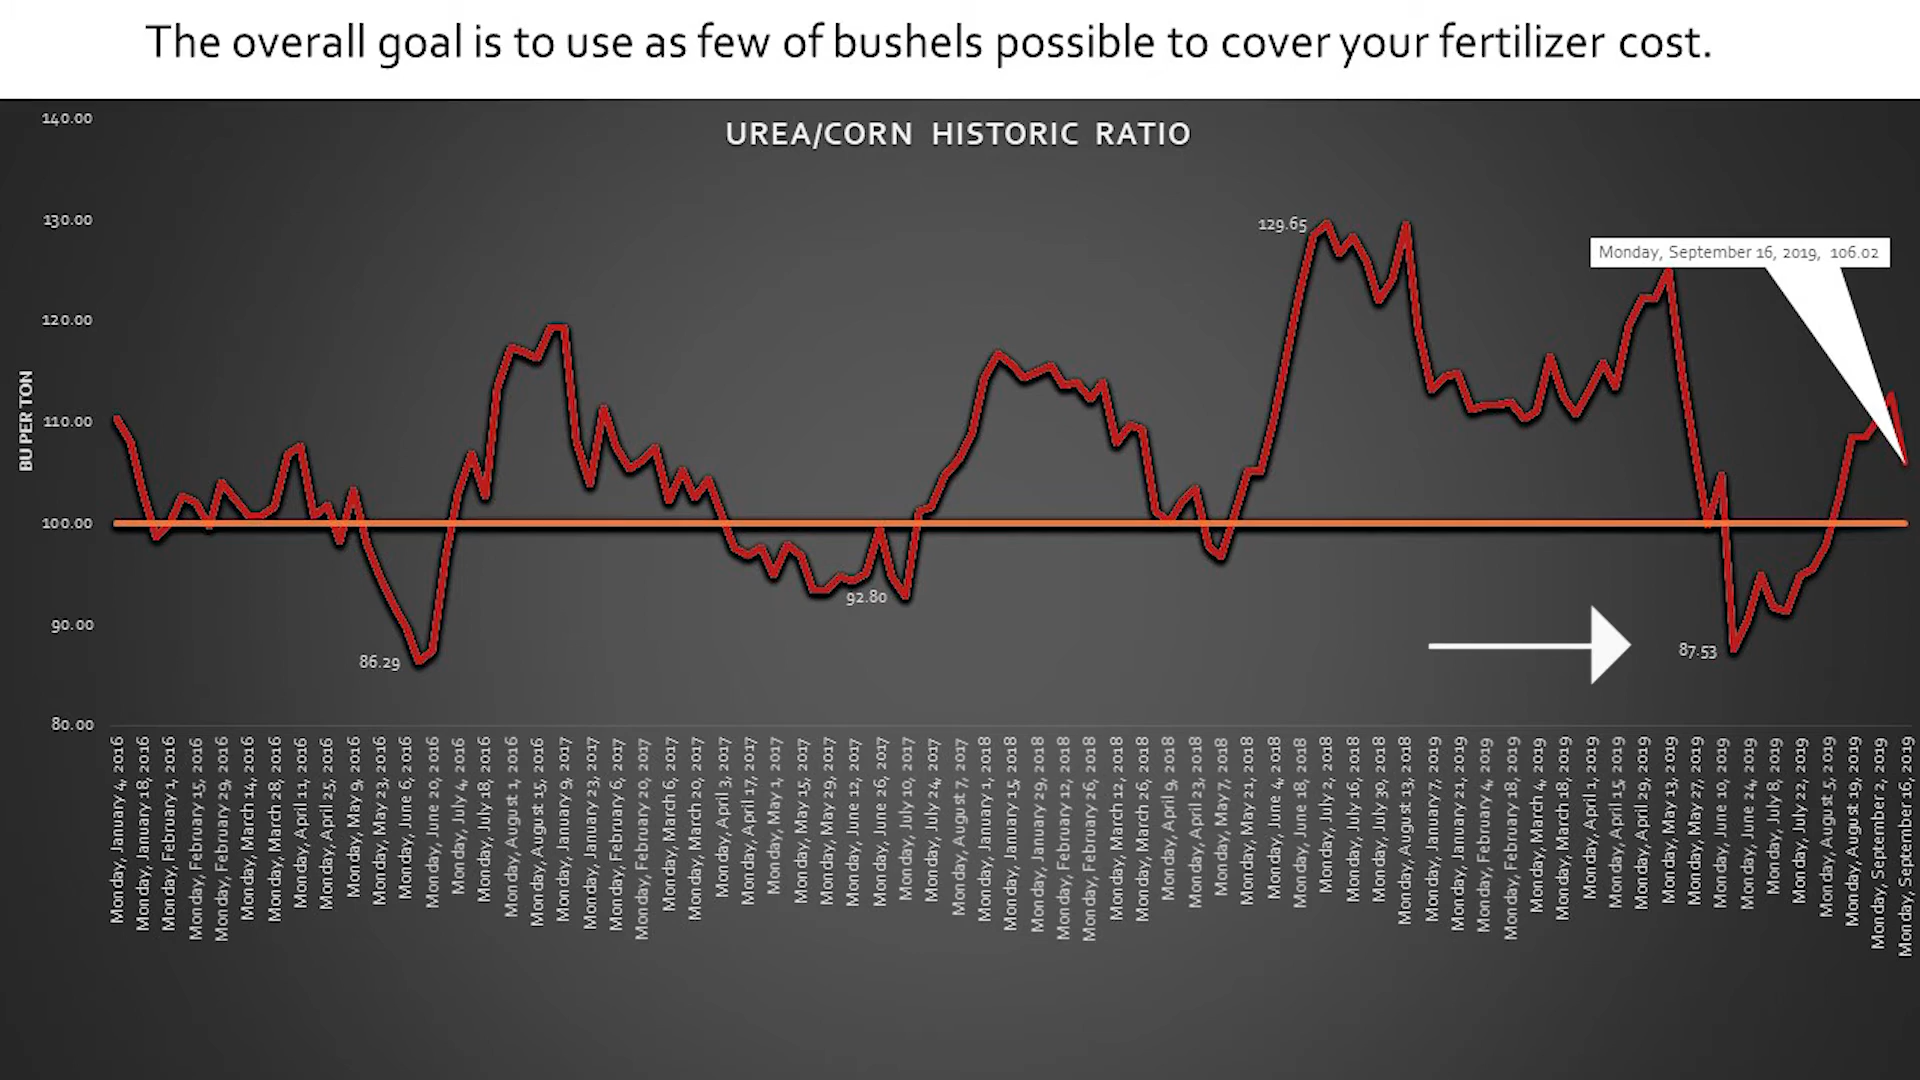 The overall goal is to use as few of bushels possible to cover your fertilizer cost.
UREA/CORN HISTORIC RATIO
BU PER TON
140.00
130.00
120.00
110.00
100.00
90.00
80.00
86.29
92.80
129.65
87.53
Monday, September 16, 2019, 106.02
Monday, January 4, 2016
Monday, January 18, 2016
Monday, February 1, 2016
Monday, February 15, 2016
Monday, February 29, 2016
Monday, March 14, 2016
Monday, March 28, 2016
Monday, April 11, 2016
Monday, April 25, 2016
Monday, May 9, 2016
Monday, May 23, 2016
Monday, June 6, 2016
Monday, June 20, 2016
Monday, July 4, 2016
Monday, July 18, 2016
Monday, August 1, 2016
Monday, August 15, 2016
Monday, January 9, 2017
Monday, January 23, 2017
Monday, February 6, 2017
Monday, February 20, 2017
Monday, March 6, 2017
Monday, March 20, 2017
Monday, April 3, 2017
Monday, April 17, 2017
Monday, May 1, 2017
Monday, May 15, 2017
Monday, May 29, 2017
Monday, June 12, 2017
Monday, June 26, 2017
Monday, July 10, 2017
Monday, July 24, 2017
Monday, August 7, 2017
Monday, January 1, 2018
Monday, January 15, 2018
Monday, January 29, 2018
Monday, February 12, 2018
Monday, February 26, 2018
Monday, March 12, 2018
Monday, March 26, 2018
Monday, April 9, 2018
Monday, April 23, 2018
Monday, May 7, 2018
Monday, May 21, 2018
Monday, June 4, 2018
Monday, June 18, 2018
Monday, July 2, 2018
Monday, July 16, 2018
Monday, July 30, 2018
Monday, August 13, 2018
Monday, January 7, 2019
Monday, January 21, 2019
Monday, February 4, 2019
Monday, February 18, 2019
Monday, March 4, 2019
Monday, March 18, 2019
Monday, April 1, 2019
Monday, April 15, 2019
Monday, April 29, 2019
Monday, May 13, 2019
Monday, May 27, 2019
Monday, June 10, 2019
Monday, June 24, 2019
Monday, July 8, 2019
Monday, July 22, 2019
Monday, August 5, 2019
Monday, August 19, 2019
Monday, September 2, 2019
Monday, September 16, 2019